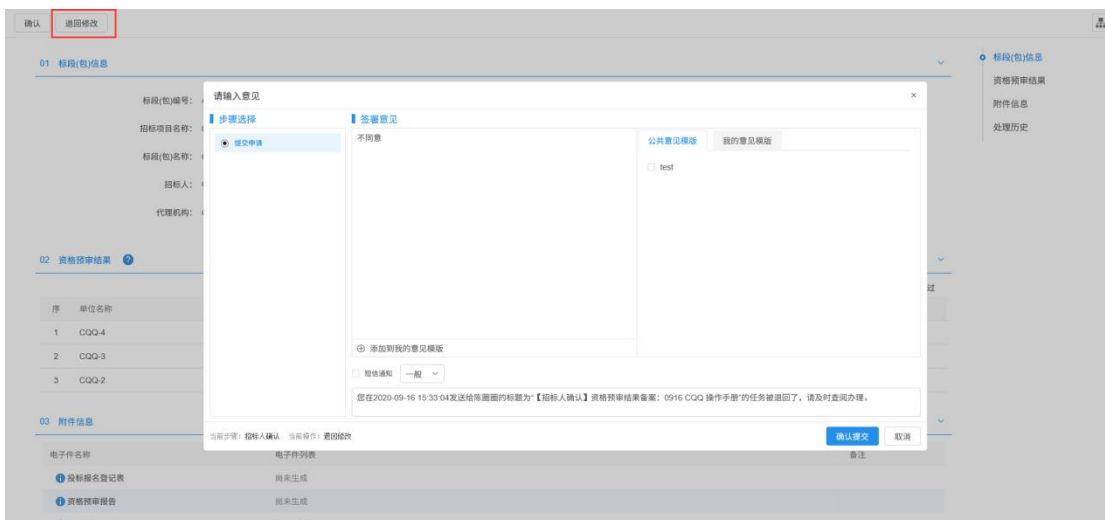 确认 退回修改
01 标段(包)信息
标段(包)信息
资格预审结果
附件信息
处理历史
标段(包)编号：
招标项目名称：
标段(包)名称：
招标人：
代理机构：
请输入意见 ×
步骤选择 签署意见
提交申请
不同意
公共意见模版 我的意见模版
test
添加到我的意见模版
短信通知 一般
您在2020-09-16 15:33:04发送给陈圈圈的标题为“【招标人确认】资格预审结果备案：0916 CQQ 操作手册”的任务被退回了，请及时查阅办理。
当前步骤：招标人确认 当前操作：退回修改
确认提交 取消
02 资格预审结果 ?
过
序 单位名称
1 CQQ-4
2 CQQ-3
3 CQQ-2
03 附件信息
电子件名称 电子件列表 备注
投标报名登记表 尚未生成
资格预审报告 尚未生成